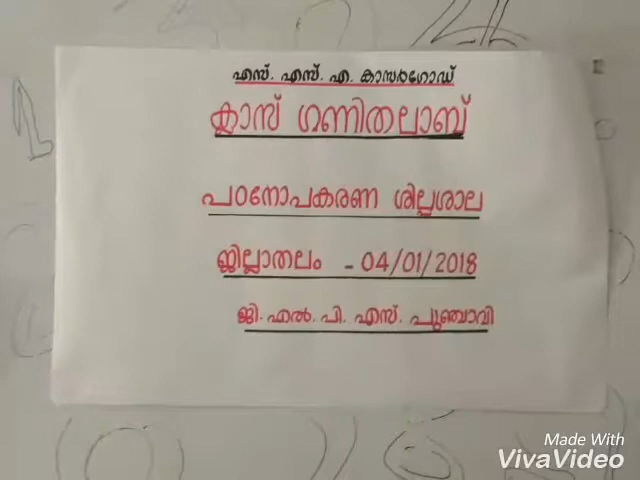 എസ്. എസ്. എ. കാസർഗോഡ്
ക്ലാസ് ഗണിതലാബ്
പഠനോപകരണ ശില്പശാല
ജില്ലാതലം - 04/01/2018
ജി. എൽ. പി. എസ്. പുഞ്ചാവി
Made With
VivaVideo